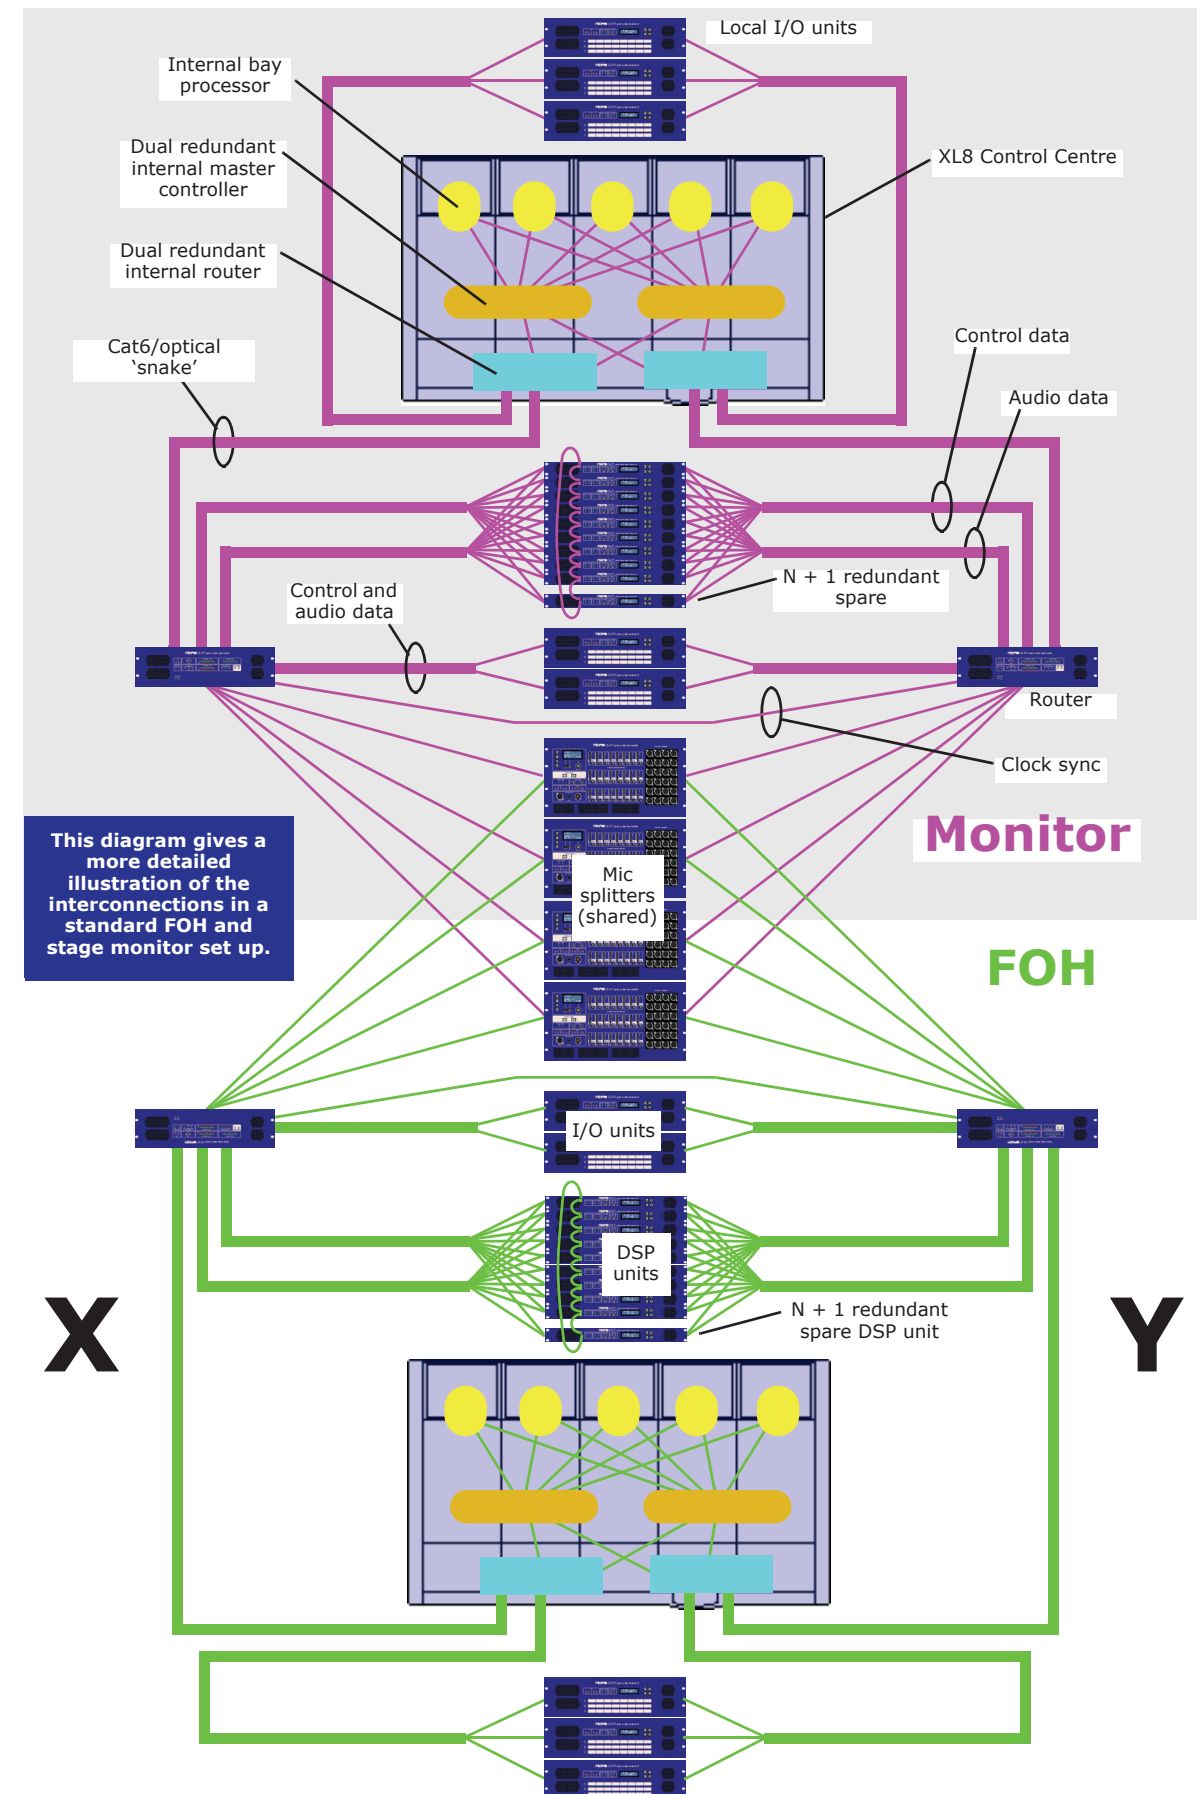 Local I/O units
Internal bay
processor
Dual redundant
internal master
controller
XL8 Control Centre
Dual redundant
internal router
Cat6/optical
‘snake’
Control data
Audio data
N + 1 redundant
spare
Control and
audio data
Router
Clock sync
Monitor
This diagram gives a
more detailed
illustration of the
interconnections in a
standard FOH and
stage monitor set up.
Mic
splitters
(shared)
FOH
I/O units
DSP
units
X
Y
N + 1 redundant
spare DSP unit